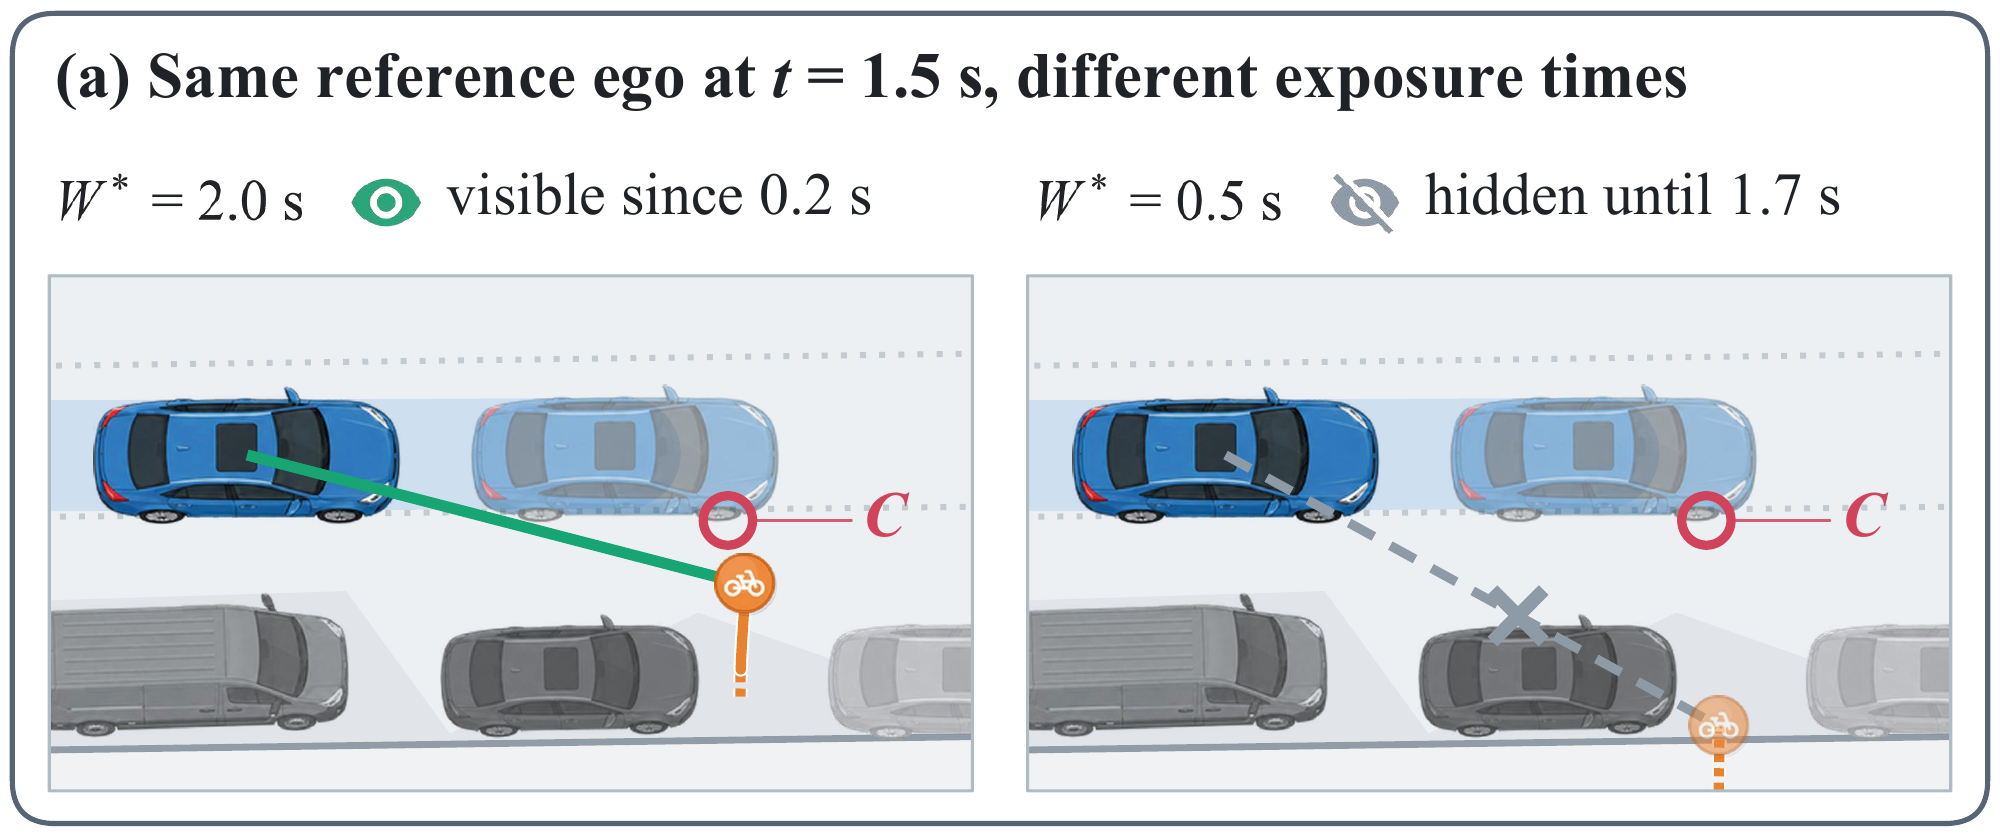 (a) Same reference ego at t = 1.5 s, different exposure times
W* = 2.0 s visible since 0.2 s
W* = 0.5 s hidden until 1.7 s
C
C